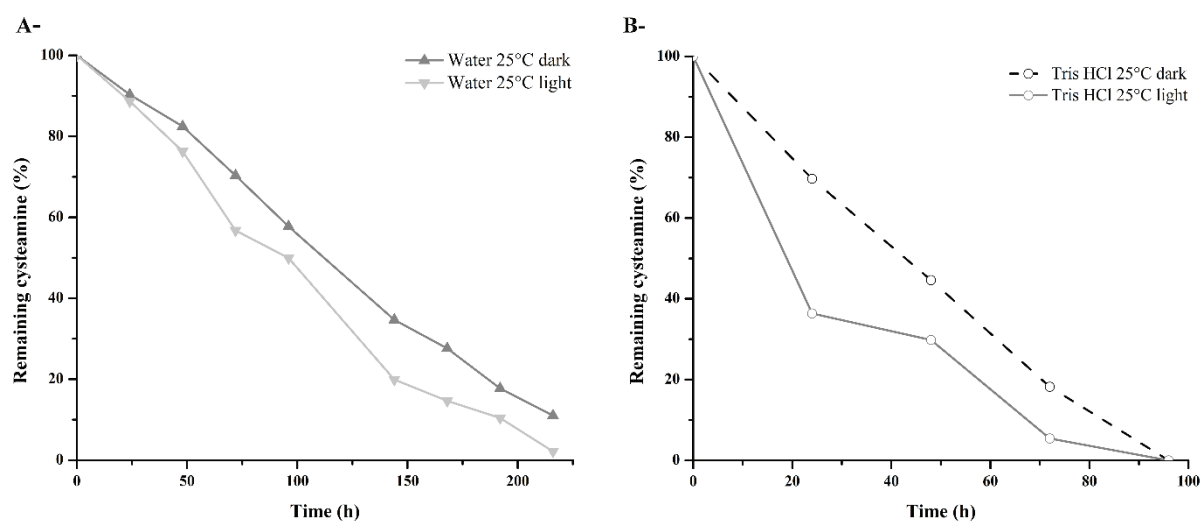 A-
Water 25°C dark
Water 25°C light
Remaining cysteamine (%)
100
80
60
40
20
0
0 50 100 150 200
Time (h)
B-
Tris HCl 25°C dark
Tris HCl 25°C light
Remaining cysteamine (%)
100
80
60
40
20
0
0 20 40 60 80 100
Time (h)